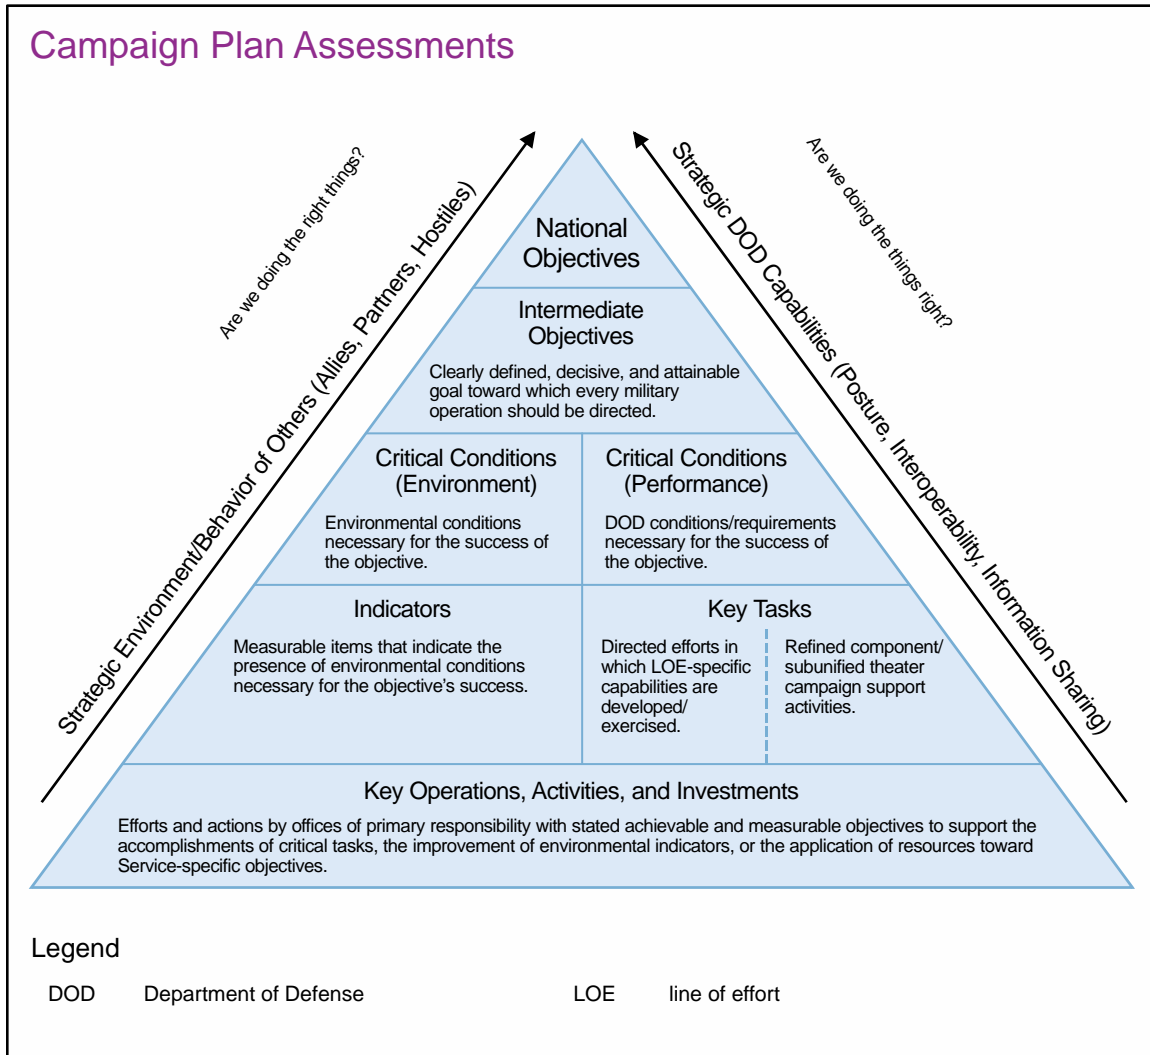 Campaign Plan Assessments
Are we doing the right things?
Strategic Environment/Behavior of Others (Allies, Partners, Hostiles)
Strategic DOD Capabilities (Posture, Interoperability, Information Sharing)
Are we doing the things right?
National
Objectives
Intermediate
Objectives
Clearly defined, decisive, and attainable
goal toward which every military
operation should be directed.
Critical Conditions
(Environment)
Environmental conditions
necessary for the success of
the objective.
Critical Conditions
(Performance)
DOD conditions/requirements
necessary for the success of
the objective.
Indicators
Measurable items that indicate the
presence of environmental conditions
necessary for the objective’s success.
Key Tasks
Directed efforts in
which LOE-specific
capabilities are
developed/
exercised.
Refined component/
subunified theater
campaign support
activities.
Key Operations, Activities, and Investments
Efforts and actions by offices of primary responsibility with stated achievable and measurable objectives to support the
accomplishments of critical tasks, the improvement of environmental indicators, or the application of resources toward
Service-specific objectives.
Legend
DOD Department of Defense
LOE line of effort